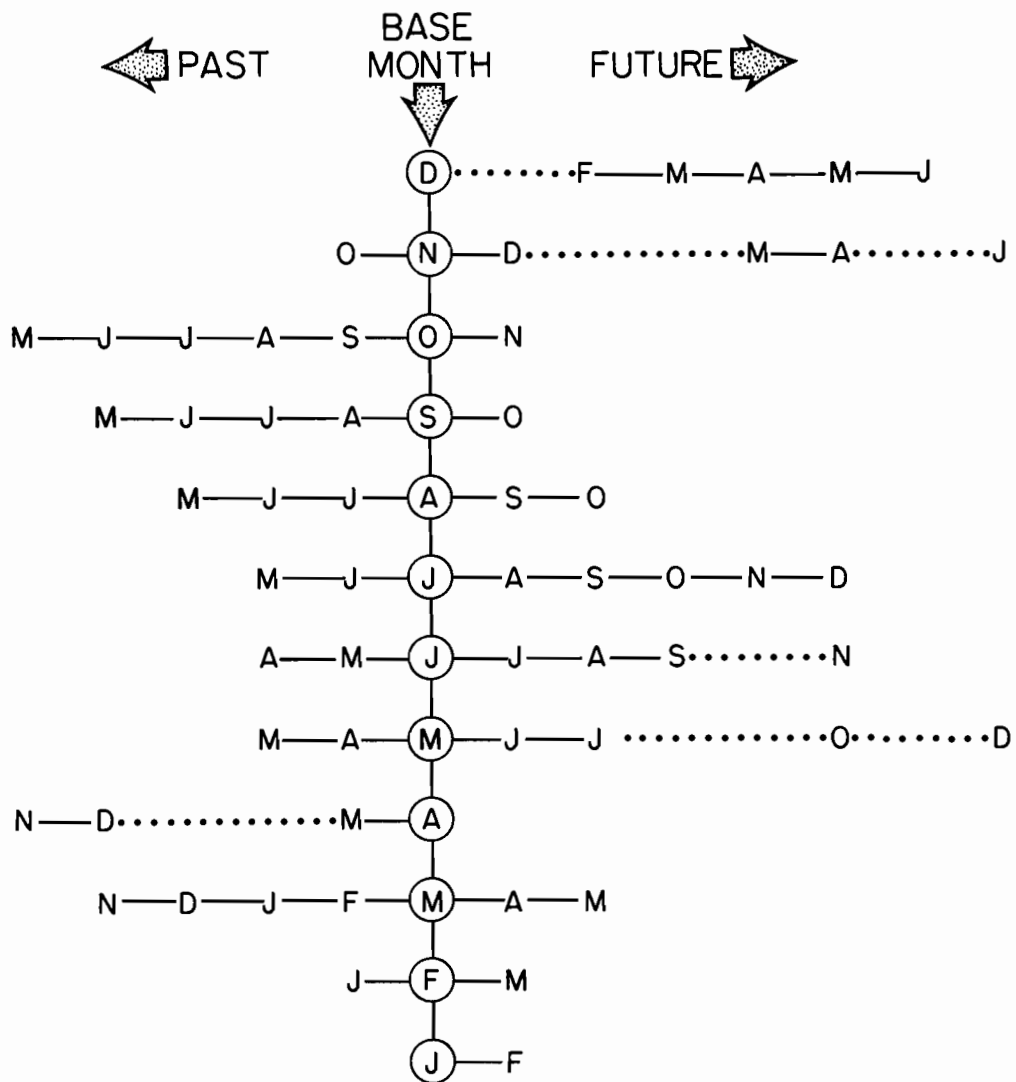 BASE
PAST MONTH FUTURE
D F M A M J
O N D M A J
M J J A S O N
M J J A S O
M J J A S O
M J J A S O N D
A M J J A S N
M A M J J O D
N D M A
N D J F M A M
J F M
J F